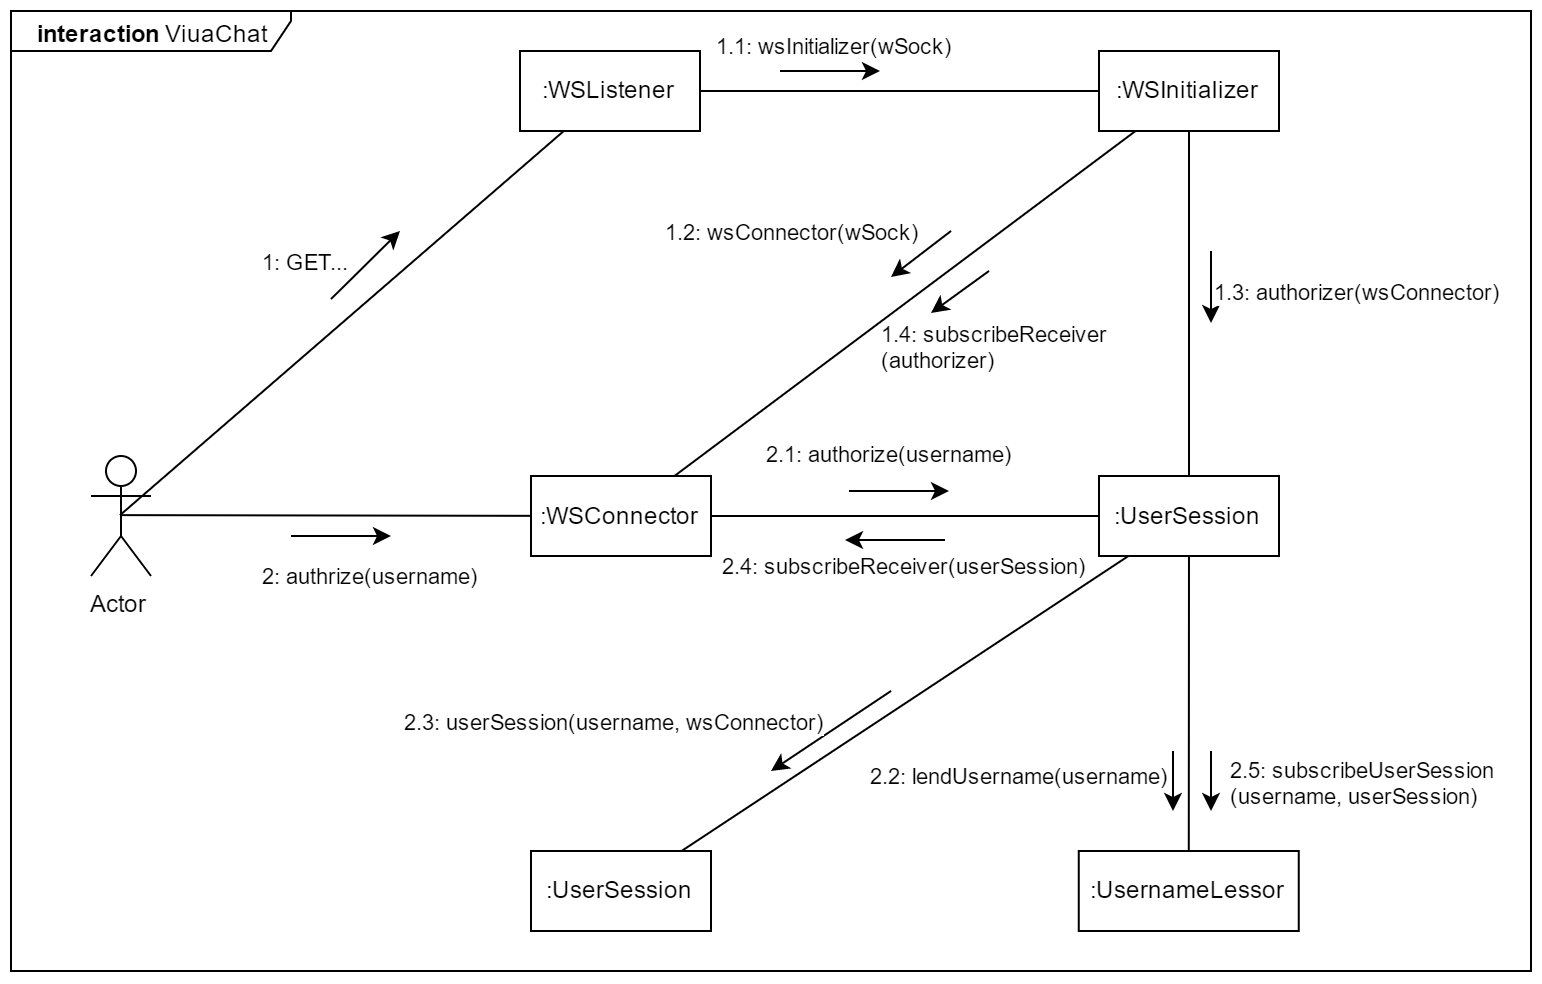 interaction ViuaChat
1.1: wsInitializer(wSock)
:WSListener
:WSInitializer
1.2: wsConnector(wSock)
1: GET...
1.3: authorizer(wsConnector)
1.4: subscribeReceiver
(authorizer)
2.1: authorize(username)
:WSConnector
:UserSession
2.4: subscribeReceiver(userSession)
2: authrize(username)
Actor
2.3: userSession(username, wsConnector)
2.2: lendUsername(username)
2.5: subscribeUserSession
(username, userSession)
:UserSession
:UsernameLessor